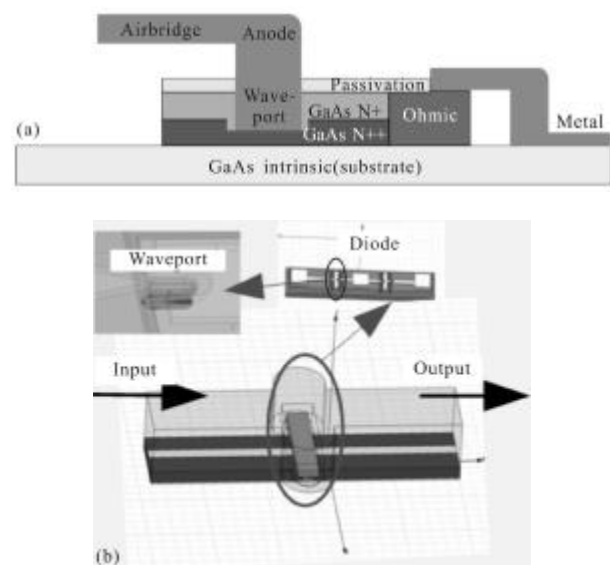 Airbridge
Anode
Passivation
Wave-
port
GaAs N+
Ohmic
Metal
GaAs N++
(a)
GaAs intrinsic(substrate)
Waveport
Diode
Input
Output
(b)